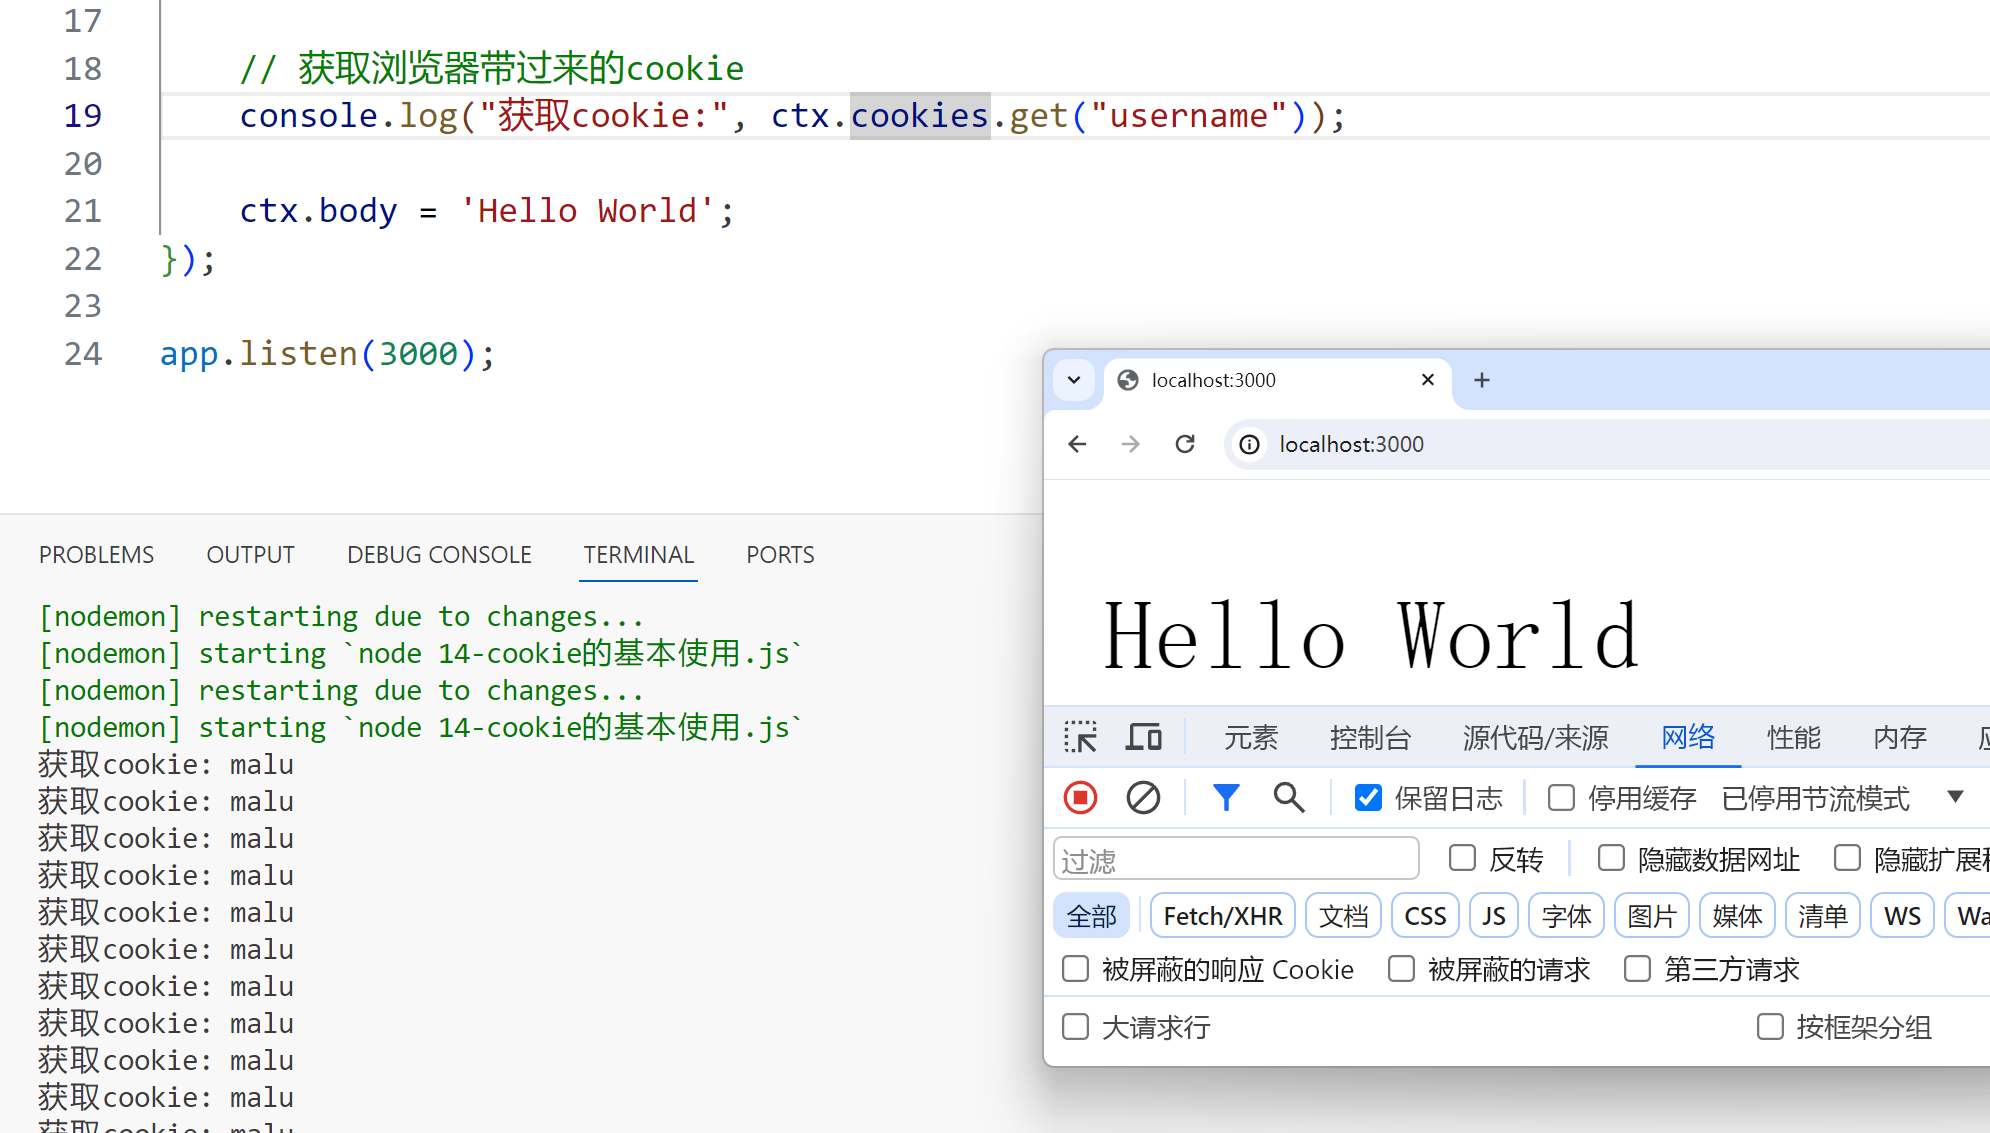 17
18 // 获取浏览器带过来的cookie
19 console.log("获取cookie:", ctx.cookies.get("username"));
20
21 ctx.body = 'Hello World';
22 });
23
24 app.listen(3000);
PROBLEMS OUTPUT DEBUG CONSOLE TERMINAL PORTS
[nodemon] restarting due to changes...
[nodemon] starting `node 14-cookie的基本使用.js`
[nodemon] restarting due to changes...
[nodemon] starting `node 14-cookie的基本使用.js`
获取cookie: malu
获取cookie: malu
获取cookie: malu
获取cookie: malu
获取cookie: malu
获取cookie: malu
获取cookie: malu
获取cookie: malu
获取cookie: malu
获取cookie: malu
获取cookie: malu
localhost:3000
localhost:3000
Hello World
元素 控制台 源代码/来源 网络 性能 内存
保留日志 停用缓存 已停用节流模式
过滤 反转 隐藏数据网址 隐藏扩展
全部 Fetch/XHR 文档 CSS JS 字体 图片 媒体 清单 WS Wa
被屏蔽的响应 Cookie 被屏蔽的请求 第三方请求
大请求行 按框架分组